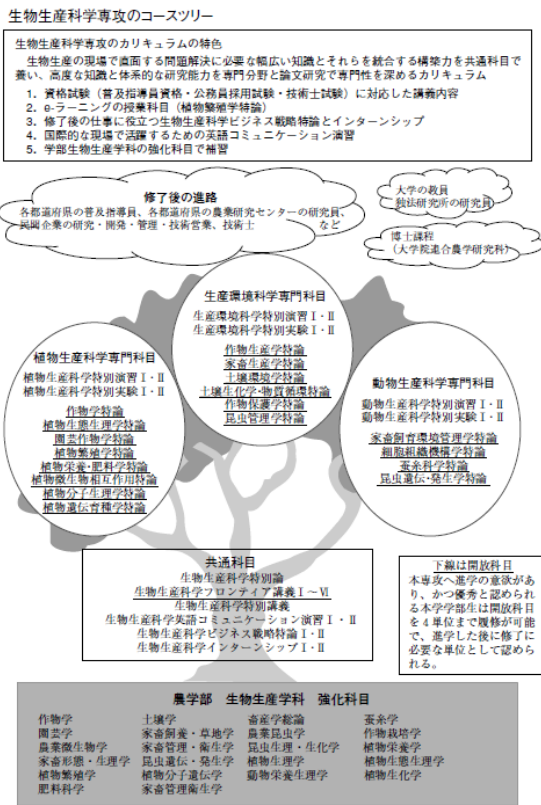 生物生産科学専攻のコースツリー
生物生産科学専攻のカリキュラムの特色
生物生産の現場で直面する問題解決に必要な幅広い知識とそれらを統合する構築力を共通科目で
養い、高度な知識と体系的な研究能力を専門分野と論文研究で専門性を深めるカリキュラム
1．資格試験（普及指導員資格・公務員採用試験・技術士試験）に対応した講義内容
2．e-ラーニングの授業科目（植物繁殖学特論）
3．修了後の仕事に役立つ生物生産科学ビジネス戦略特論とインターンシップ
4．国際的な現場で活躍するための英語コミュニケーション演習
5．学部生物生産学科の強化科目で補習
修了後の進路
各都道府県の普及指導員、各都道府県の農業研究センターの研究員、
民間企業の研究・開発・管理・技術営業、技術士　など
大学の教員
独法研究所の研究員
博士課程
（大学院連合農学研究科）
生産環境科学専門科目
生産環境科学特別演習Ⅰ・Ⅱ
生産環境科学特別実験Ⅰ・Ⅱ
作物生産学特論
家畜生産学特論
土壌環境学特論
土壌生化学・物質循環特論
作物保護学特論
昆虫管理学特論
植物生産科学専門科目
植物生産科学特別演習Ⅰ・Ⅱ
植物生産科学特別実験Ⅰ・Ⅱ
作物学特論
植物生態生理学特論
園芸作物学特論
植物繁殖学特論
植物栄養・肥料学特論
植物微生物相互作用特論
植物分子生理学特論
植物遺伝育種学特論
動物生産科学専門科目
動物生産科学特別演習Ⅰ・Ⅱ
動物生産科学特別実験Ⅰ・Ⅱ
家畜飼育環境管理学特論
細胞組織機構学特論
蚕糸科学特論
昆虫遺伝・発生学特論
共通科目
生物生産科学特別論
生物生産科学フロンティア講義Ⅰ～Ⅵ
生物生産科学特別講義
生物生産科学英語コミュニケーション演習Ⅰ・Ⅱ
生物生産科学ビジネス戦略特論Ⅰ・Ⅱ
生物生産科学インターンシップⅠ・Ⅱ
下線は開放科目
本専攻へ進学の意欲があ
り、かつ優秀と認められ
る本学学部生は開放科目
を4単位まで履修が可能
で、進学した後に修了に
必要な単位として認めら
れる。
農学部　生物生産学科　強化科目
作物学　土壌学　畜産学総論　蚕糸学
園芸学　家畜飼養・草地学　農業昆虫学　作物栽培学
農業微生物学　家畜管理・衛生学　昆虫生理・生化学　植物栄養学
家畜形態・生理学　昆虫遺伝・発生学　植物生理学　植物生態生理学
植物繁殖学　植物分子遺伝学　動物栄養生理学　植物生化学
肥料科学　家畜管理衛生学